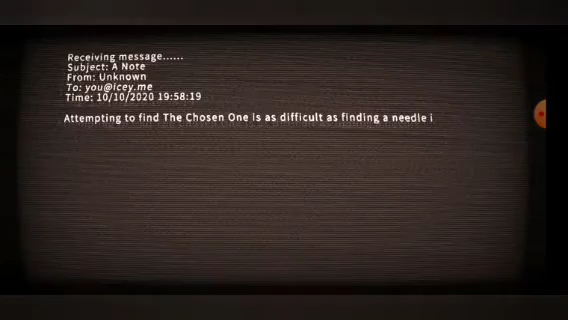 Receiving message......
Subject: A Note
From: Unknown
To: you@icey.me
Time: 10/10/2020 19:58:19
Attempting to find The Chosen One is as difficult as finding a needle i